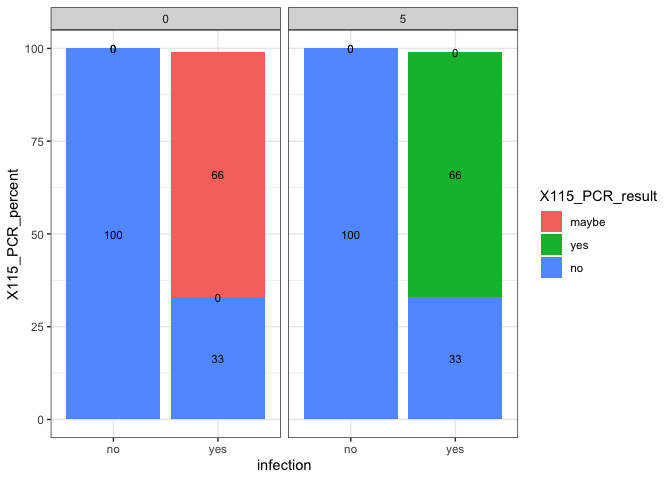 0 5
100
75
50
25
0
X115_PCR_percent
0
66
100
0
33
0
0
66
100
33
no yes no yes
infection
X115_PCR_result
maybe
yes
no